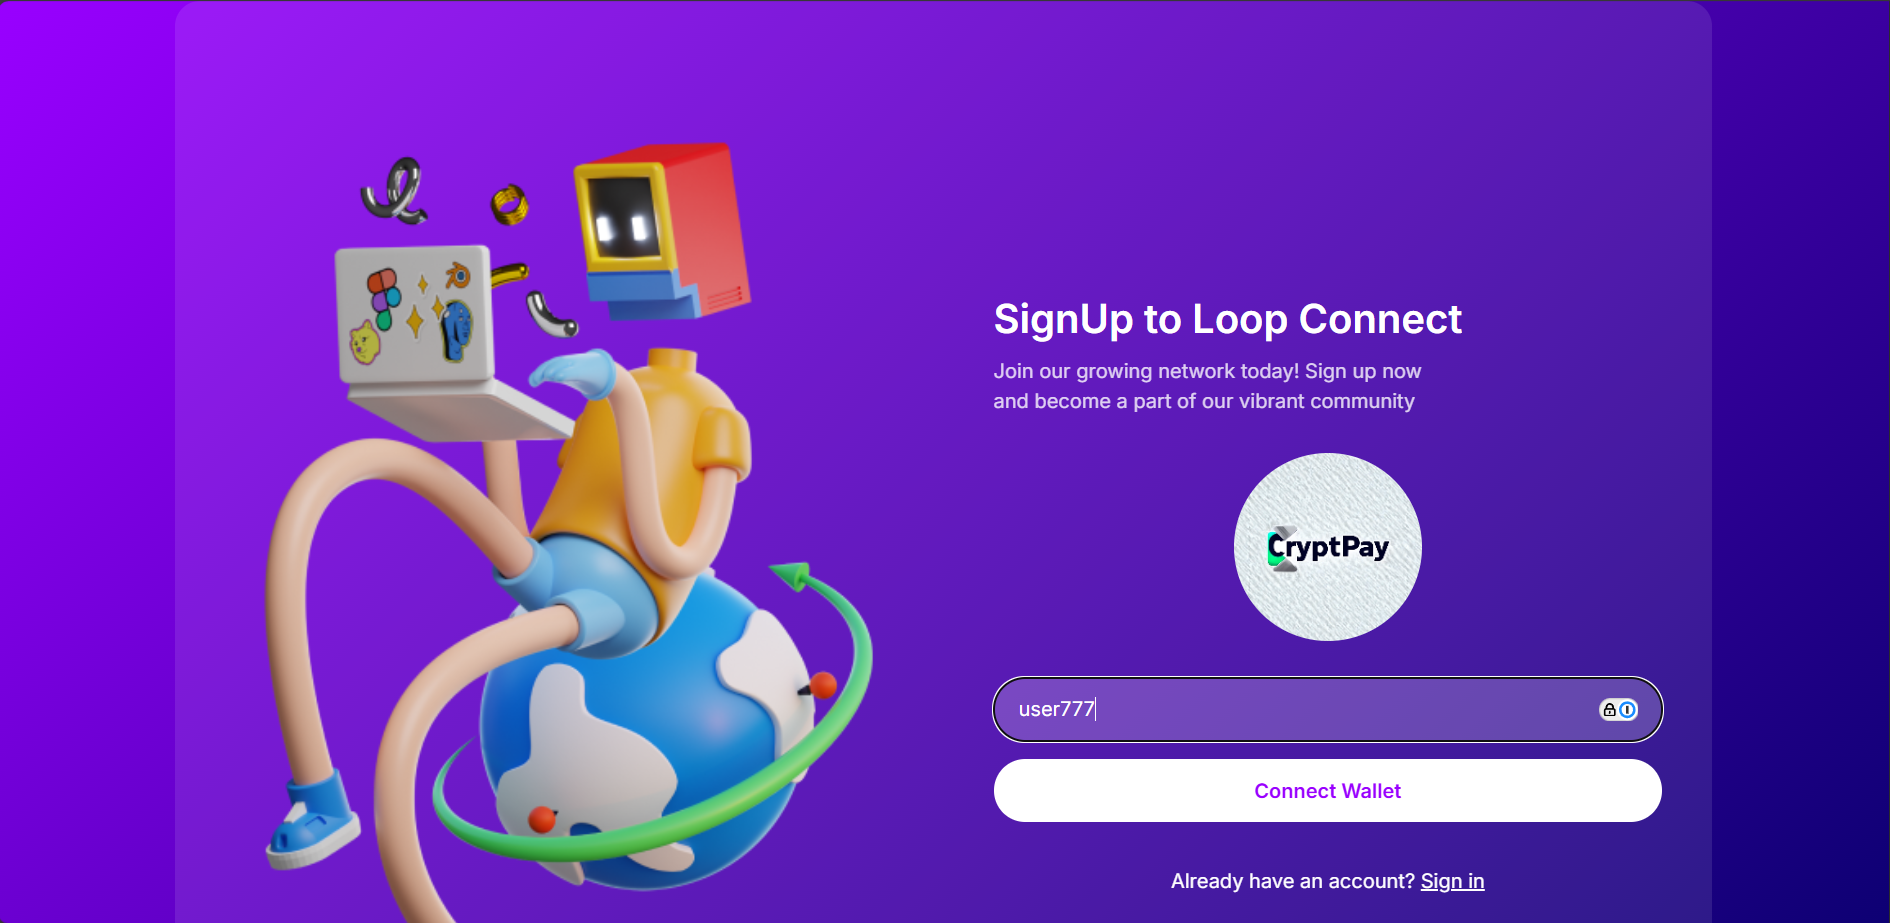 SignUp to Loop Connect
Join our growing network today! Sign up now
and become a part of our vibrant community
CryptPay
user777
Connect Wallet
Already have an account? Sign in